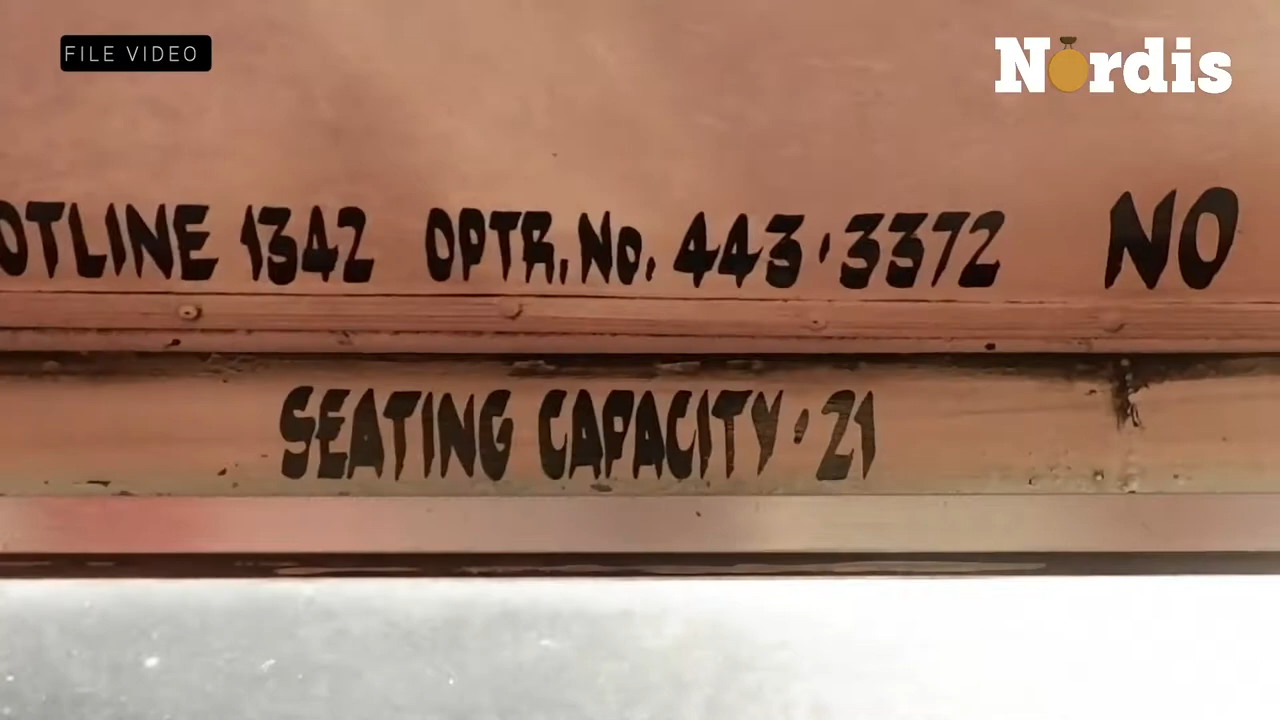 FILE VIDEO
Nordis
OTLINE 1342 OPTR. No. 443·3372 NO
SEATING CAPACITY·21